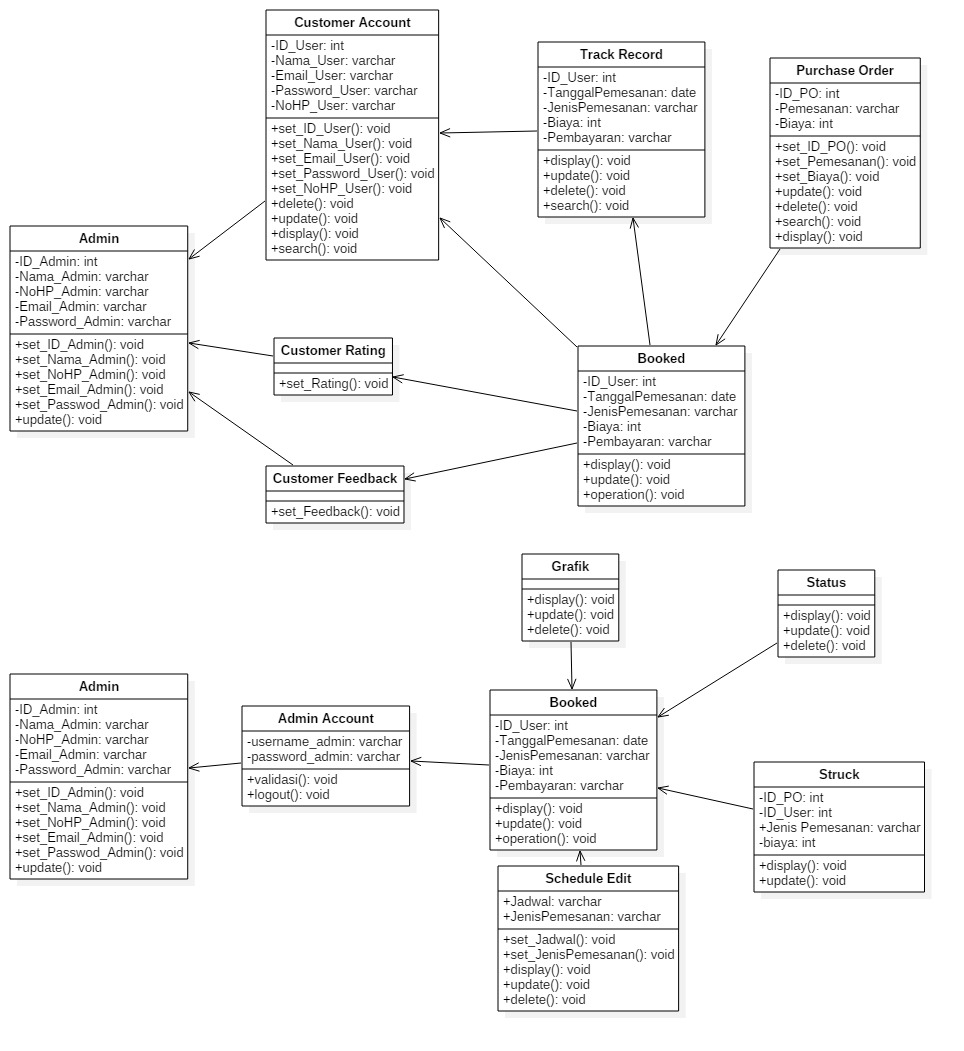 Customer Account
-ID_User: int
-Nama_User: varchar
-Email_User: varchar
-Password_User: varchar
-NoHP_User: varchar
+set_ID_User(): void
+set_Nama_User(): void
+set_Email_User(): void
+set_Password_User(): void
+set_NoHP_User(): void
+delete(): void
+update(): void
+display(): void
+search(): void
Track Record
-ID_User: int
-TanggalPemesanan: date
-JenisPemesanan: varchar
-Biaya: int
-Pembayaran: varchar
+display(): void
+update(): void
+delete(): void
+search(): void
Purchase Order
-ID_PO: int
-Pemesanan: varchar
-Biaya: int
+set_ID_PO(): void
+set_Pemesanan(): void
+set_Biaya(): void
+update(): void
+delete(): void
+search(): void
+display(): void
Admin
-ID_Admin: int
-Nama_Admin: varchar
-NoHP_Admin: varchar
-Email_Admin: varchar
-Password_Admin: varchar
+set_ID_Admin(): void
+set_Nama_Admin(): void
+set_NoHP_Admin(): void
+set_Email_Admin(): void
+set_Passwod_Admin(): void
+update(): void
Customer Rating
+set_Rating(): void
Customer Feedback
+set_Feedback(): void
Booked
-ID_User: int
-TanggalPemesanan: date
-JenisPemesanan: varchar
-Biaya: int
-Pembayaran: varchar
+display(): void
+update(): void
+operation(): void
Grafik
+display(): void
+update(): void
+delete(): void
Status
+display(): void
+update(): void
+delete(): void
Admin
-ID_Admin: int
-Nama_Admin: varchar
-NoHP_Admin: varchar
-Email_Admin: varchar
-Password_Admin: varchar
+set_ID_Admin(): void
+set_Nama_Admin(): void
+set_NoHP_Admin(): void
+set_Email_Admin(): void
+set_Passwod_Admin(): void
+update(): void
Admin Account
-username_admin: varchar
-password_admin: varchar
+validasi(): void
+logout(): void
Booked
-ID_User: int
-TanggalPemesanan: date
-JenisPemesanan: varchar
-Biaya: int
-Pembayaran: varchar
+display(): void
+update(): void
+operation(): void
Struck
-ID_PO: int
-ID_User: int
+Jenis Pemesanan: varchar
-biaya: int
+display(): void
+update(): void
Schedule Edit
+Jadwal: varchar
+JenisPemesanan: varchar
+set_Jadwal(): void
+set_JenisPemesanan(): void
+display(): void
+update(): void
+delete(): void